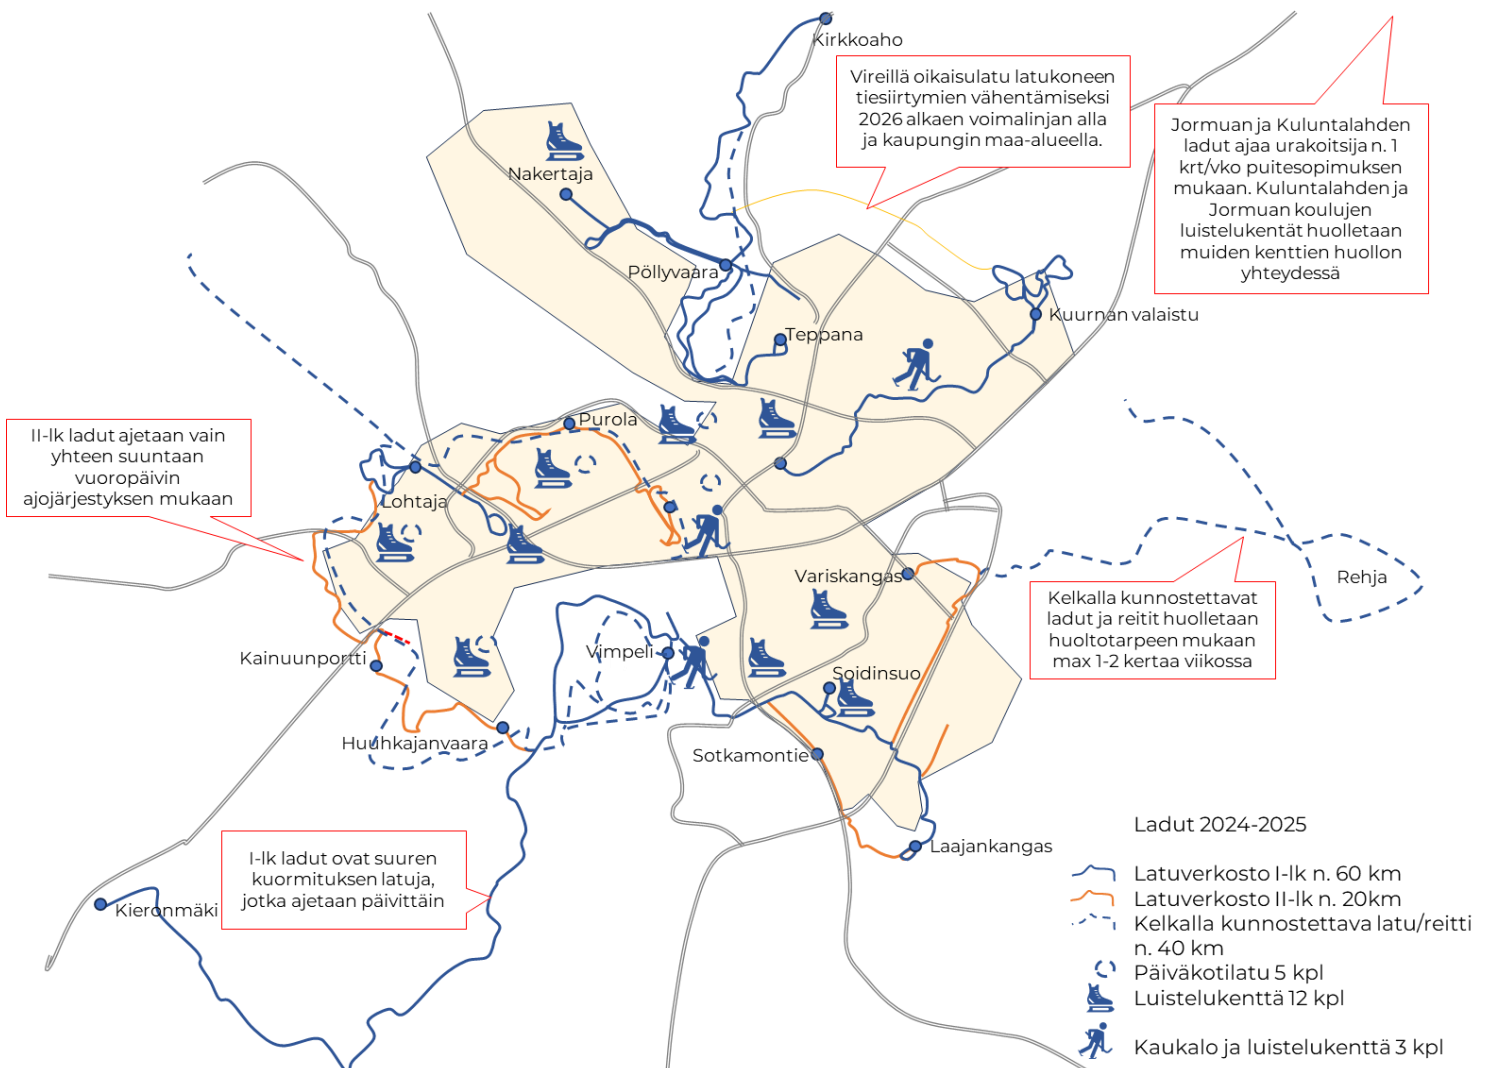 Kirkkoaho
Vireillä oikaisulatu latukoneen
tiesiirtymien vähentämiseksi
2026 alkaen voimalinjan alla
ja kaupungin maa-alueella.
Jormuan ja Kuluntalahden
ladut ajaa urakoitsija n. 1
krt/vko puitesopimuksen
mukaan. Kuluntalahden ja
Jormuan koulujen
luistelukentät huolletaan
muiden kenttien huollon
yhteydessä
Nakertaja
Pöllyvaara
Kuurnan valaistu
Teppana
Purola
II-lk ladut ajetaan vain
yhteen suuntaan
vuoropäivin
ajojärjestyksen mukaan
Lohtaja
Variskangas
Rehja
Kelkalla kunnostettavat
ladut ja reitit huolletaan
huoltotarpeen mukaan
max 1-2 kertaa viikossa
Kainuunportti
Vimpeli
Soidinsuo
Huuhkajanvaara
Sotkamontie
Laajankangas
I-lk ladut ovat suuren
kuormituksen latuja,
jotka ajetaan päivittäin
Kieronmäki
Ladut 2024-2025
Latuverkosto I-lk n. 60 km
Latuverkosto II-lk n. 20km
Kelkalla kunnostettava latu/reitti
n. 40 km
Päiväkotilatu 5 kpl
Luistelukenttä 12 kpl
Kaukalo ja luistelukenttä 3 kpl